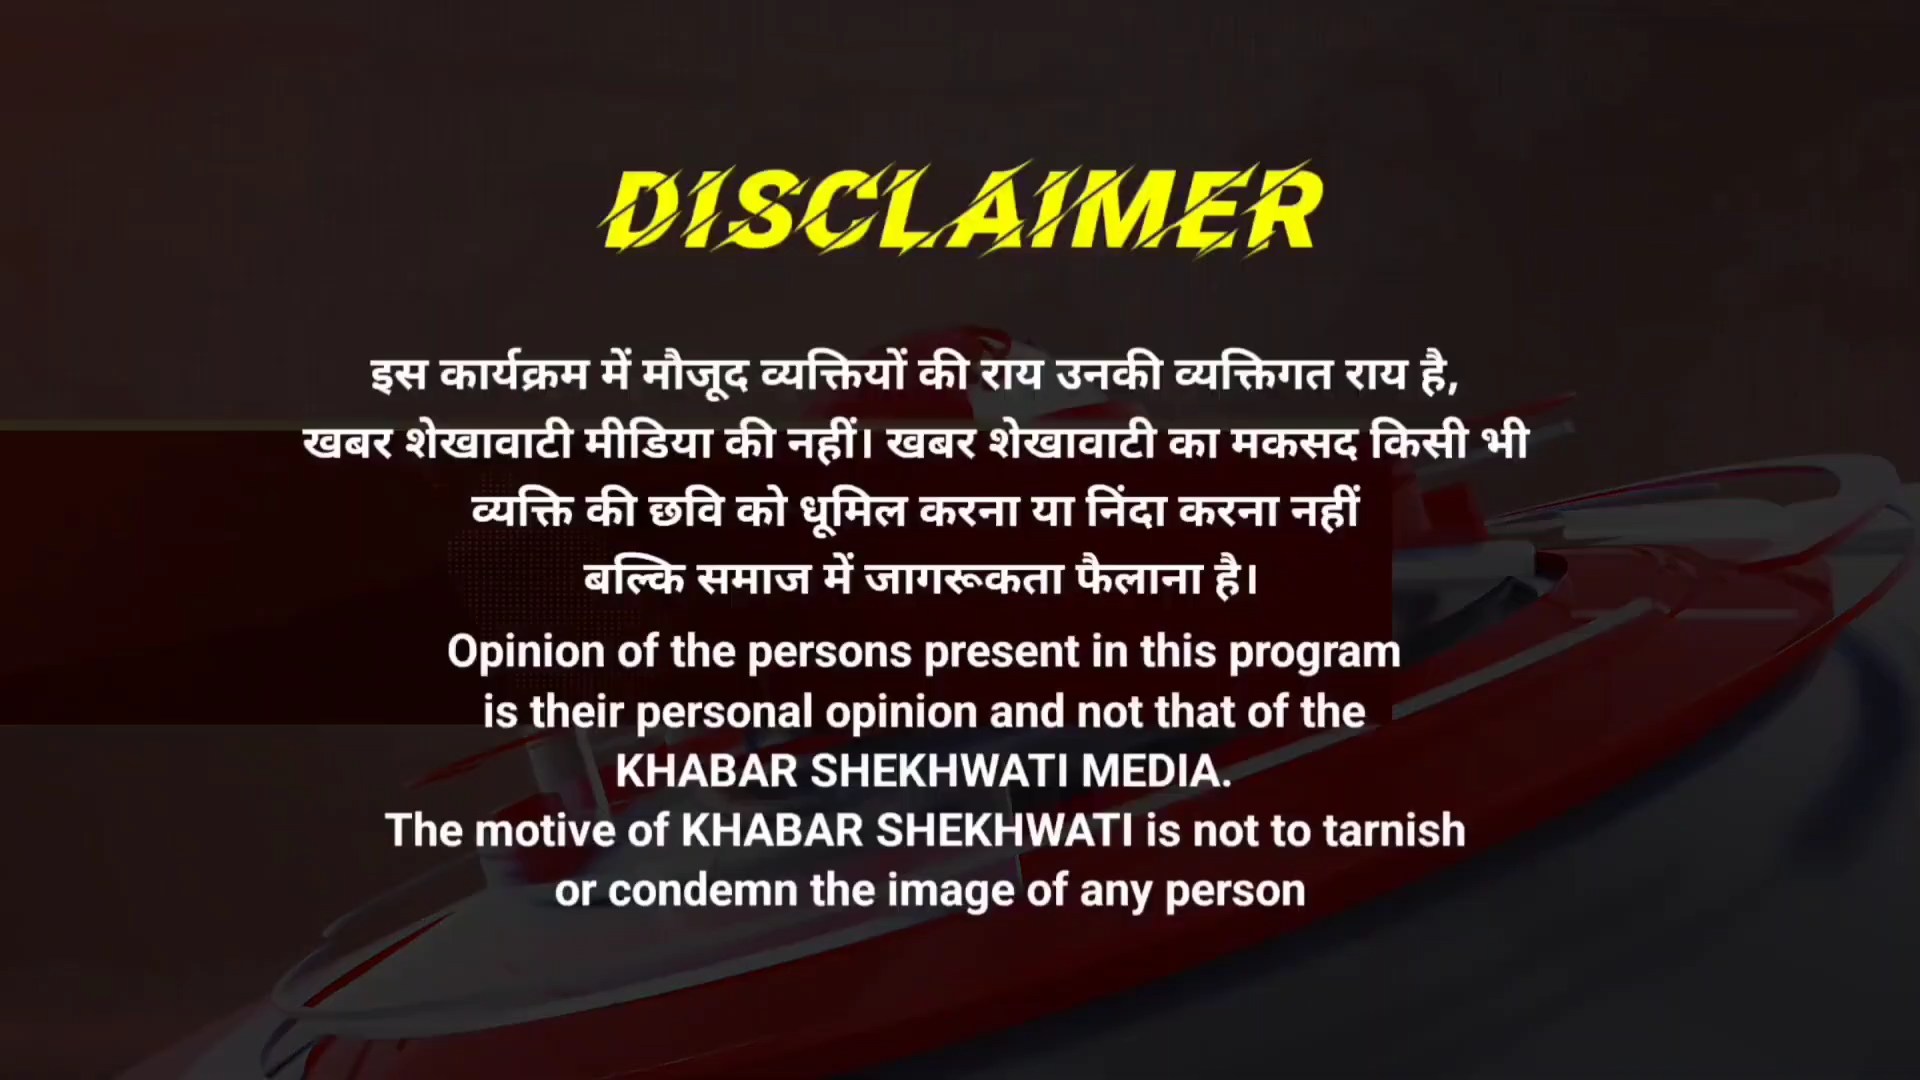 DISCLAIMER
इस कार्यक्रम में मौजूद व्यक्तियों की राय उनकी व्यक्तिगत राय है,
खबर शेखावाटी मीडिया की नहीं। खबर शेखावाटी का मकसद किसी भी
व्यक्ति की छवि को धूमिल करना या निंदा करना नहीं
बल्कि समाज में जागरूकता फैलाना है।
Opinion of the persons present in this program
is their personal opinion and not that of the
KHABAR SHEKHWATI MEDIA.
The motive of KHABAR SHEKHWATI is not to tarnish
or condemn the image of any person